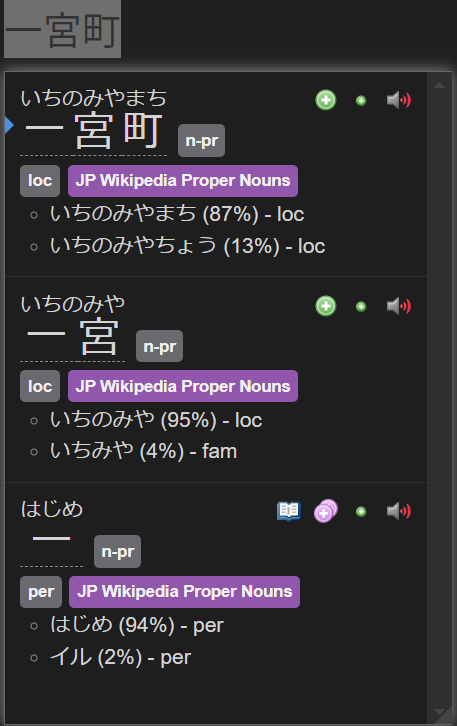 一宮町
いちのみやまち
一宮町 n-pr
loc JP Wikipedia Proper Nouns
いちのみやまち (87%) - loc
いちのみやちょう (13%) - loc
いちのみや
一宮 n-pr
loc JP Wikipedia Proper Nouns
いちのみや (95%) - loc
いちみや (4%) - fam
はじめ
一 n-pr
per JP Wikipedia Proper Nouns
はじめ (94%) - per
イル (2%) - per